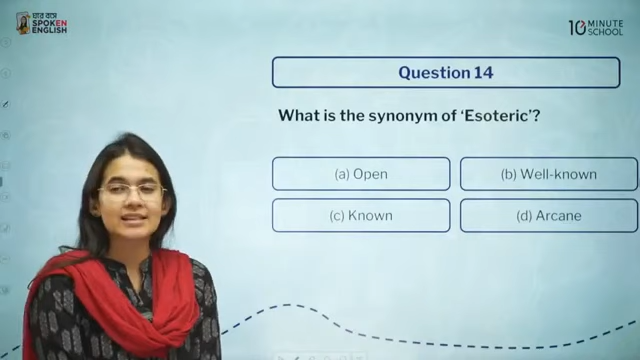 ঘরে বসে
SPOKEN
ENGLISH
10 MINUTE
SCHOOL
Question 14
What is the synonym of ‘Esoteric’?
(a) Open
(b) Well-known
(c) Known
(d) Arcane